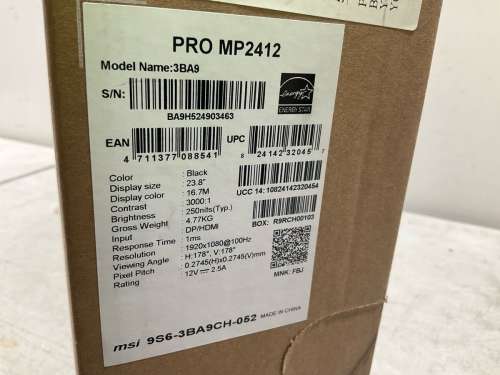 PRO MP2412
Model Name:3BA9
S/N:
BA9H524903463
ENERGY STAR
EAN
4 711377 088541
UPC
8 24142 32045 7
UCC 14: 10824142320454
BOX: R9RCH00103
MNK: FBJ
Color : Black
Display size : 23.8"
Display color : 16.7M
Contrast : 3000:1
Brightness : 250nits(Typ.)
Gross Weight : 4.77KG
Input : DP/HDMI
Response Time : 1ms
Resolution : 1920x1080@100Hz
Viewing Angle : H:178°, V:178°
Pixel Pitch : 0.2745(H)x0.2745(V)mm
Rating : 12V⎓2.5A
msi 9S6-3BA9CH-052 MADE IN CHINA